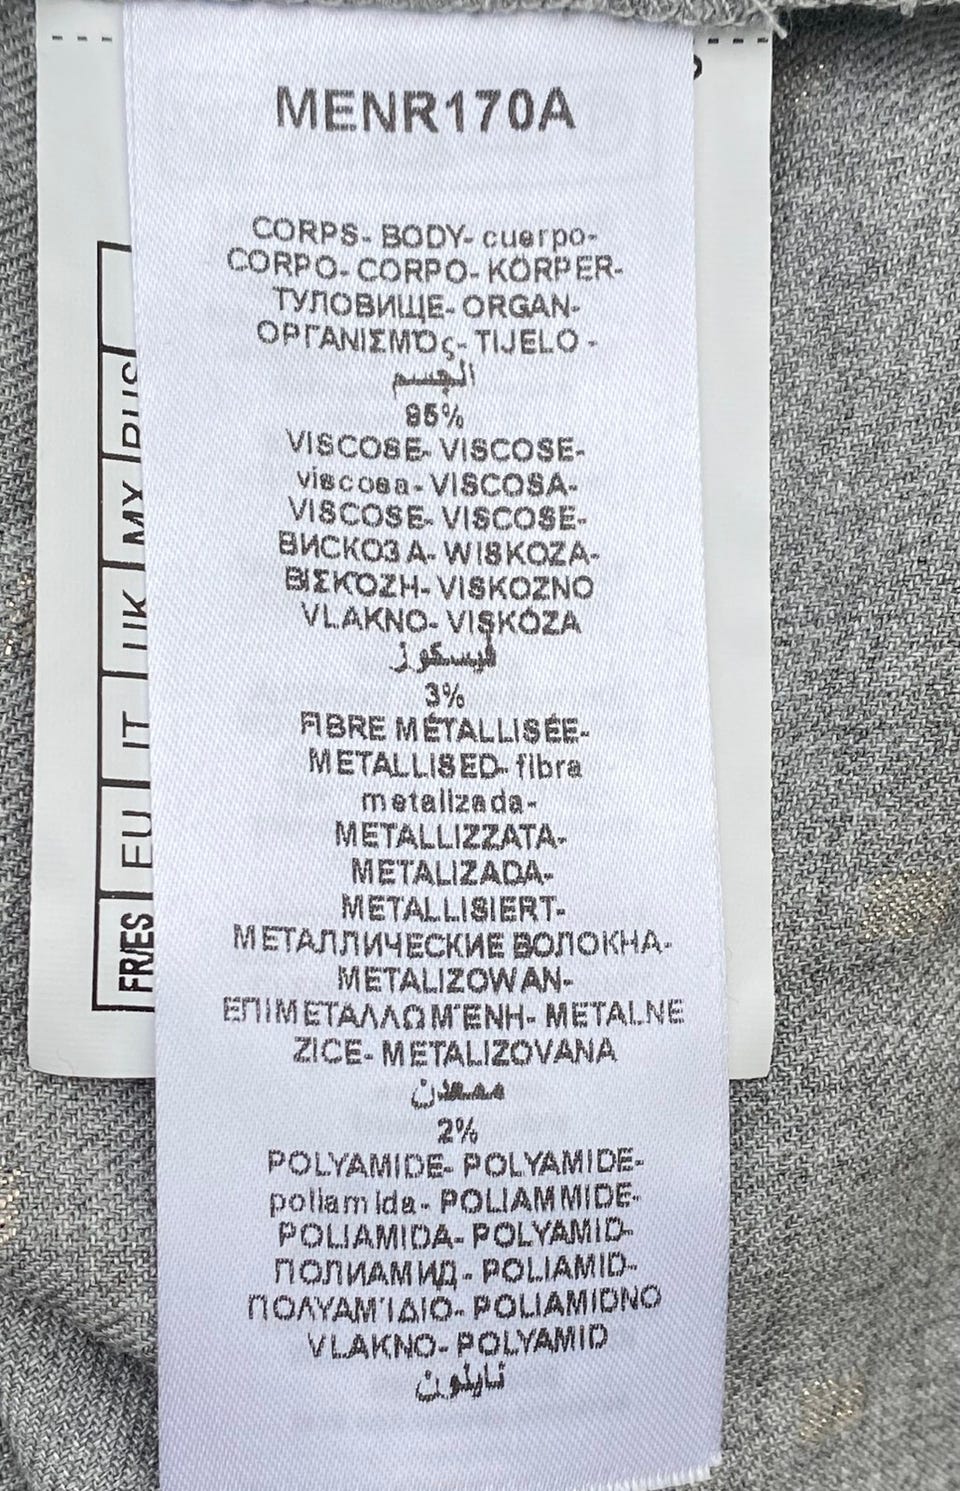 MENR170A
CORPS- BODY- cuerpo-
CORPO- CORPO- KÖRPER-
ТУЛОВИЩЕ- ORGAN-
ΟΡΓΑΝΙΣΜΌς- TIJELO -
الجسم
95%
VISCOSE- VISCOSE-
viscosa- VISCOSA-
VISCOSE- VISCOSE-
ВИСКОЗА- WISKOZA-
ΒΙΣΚΌΖΗ- VISKOZNO
VLAKNO- VISKÓZA
فيسكوز
3%
FIBRE MÉTALLISÉE-
METALLISED- fibra
metalizada-
METALLIZZATA-
METALIZADA-
METALLISIERT-
МЕТАЛЛИЧЕСКИЕ ВОЛОКНА-
METALIZOWAN-
ΕΠΙΜΕΤΑΛΛΩΜΈΝΗ- METALNE
ZICE- METALIZOVANA
معدن
2%
POLYAMIDE- POLYAMIDE-
poliamida- POLIAMMIDE-
POLIAMIDA- POLYAMID-
ПОЛИАМИД- POLIAMID-
ΠΟΛΥΑΜΊΔΙΟ- POLIAMIDNO
VLAKNO- POLYAMID
نايلون
FR/ES
EU
IT
UK
MY
RUS